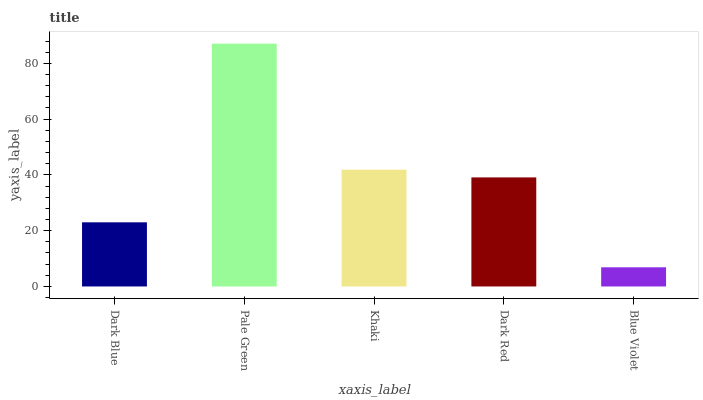 title
80
60
40
20
0
yaxis_label
Dark Blue
Pale Green
Khaki
Dark Red
Blue Violet
xaxis_label